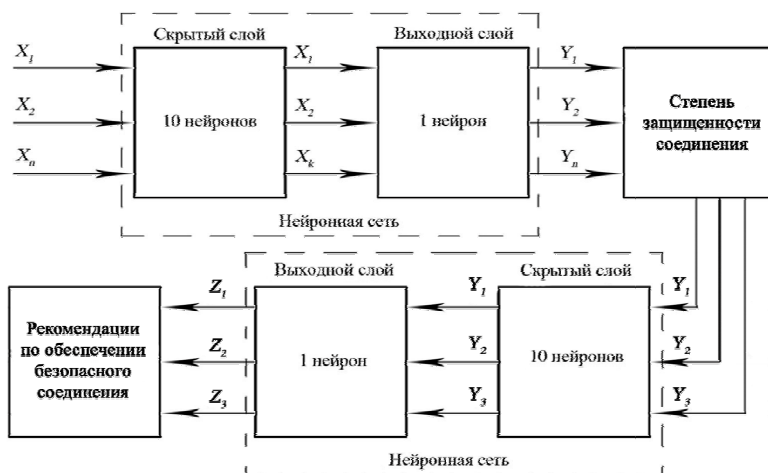 Скрытый слой
Выходной слой
X1
X1
Y1
X2
10 нейронов
X2
1 нейрон
Y2
Степень
защищенности
соединения
Xn
Xk
Yn
Нейронная сеть
Выходной слой
Скрытый слой
Z1
Y1
Y1
Рекомендации
по обеспечении
безопасного
соединения
Z2
1 нейрон
Y2
10 нейронов
Y2
Z3
Y3
Y3
Нейронная сеть